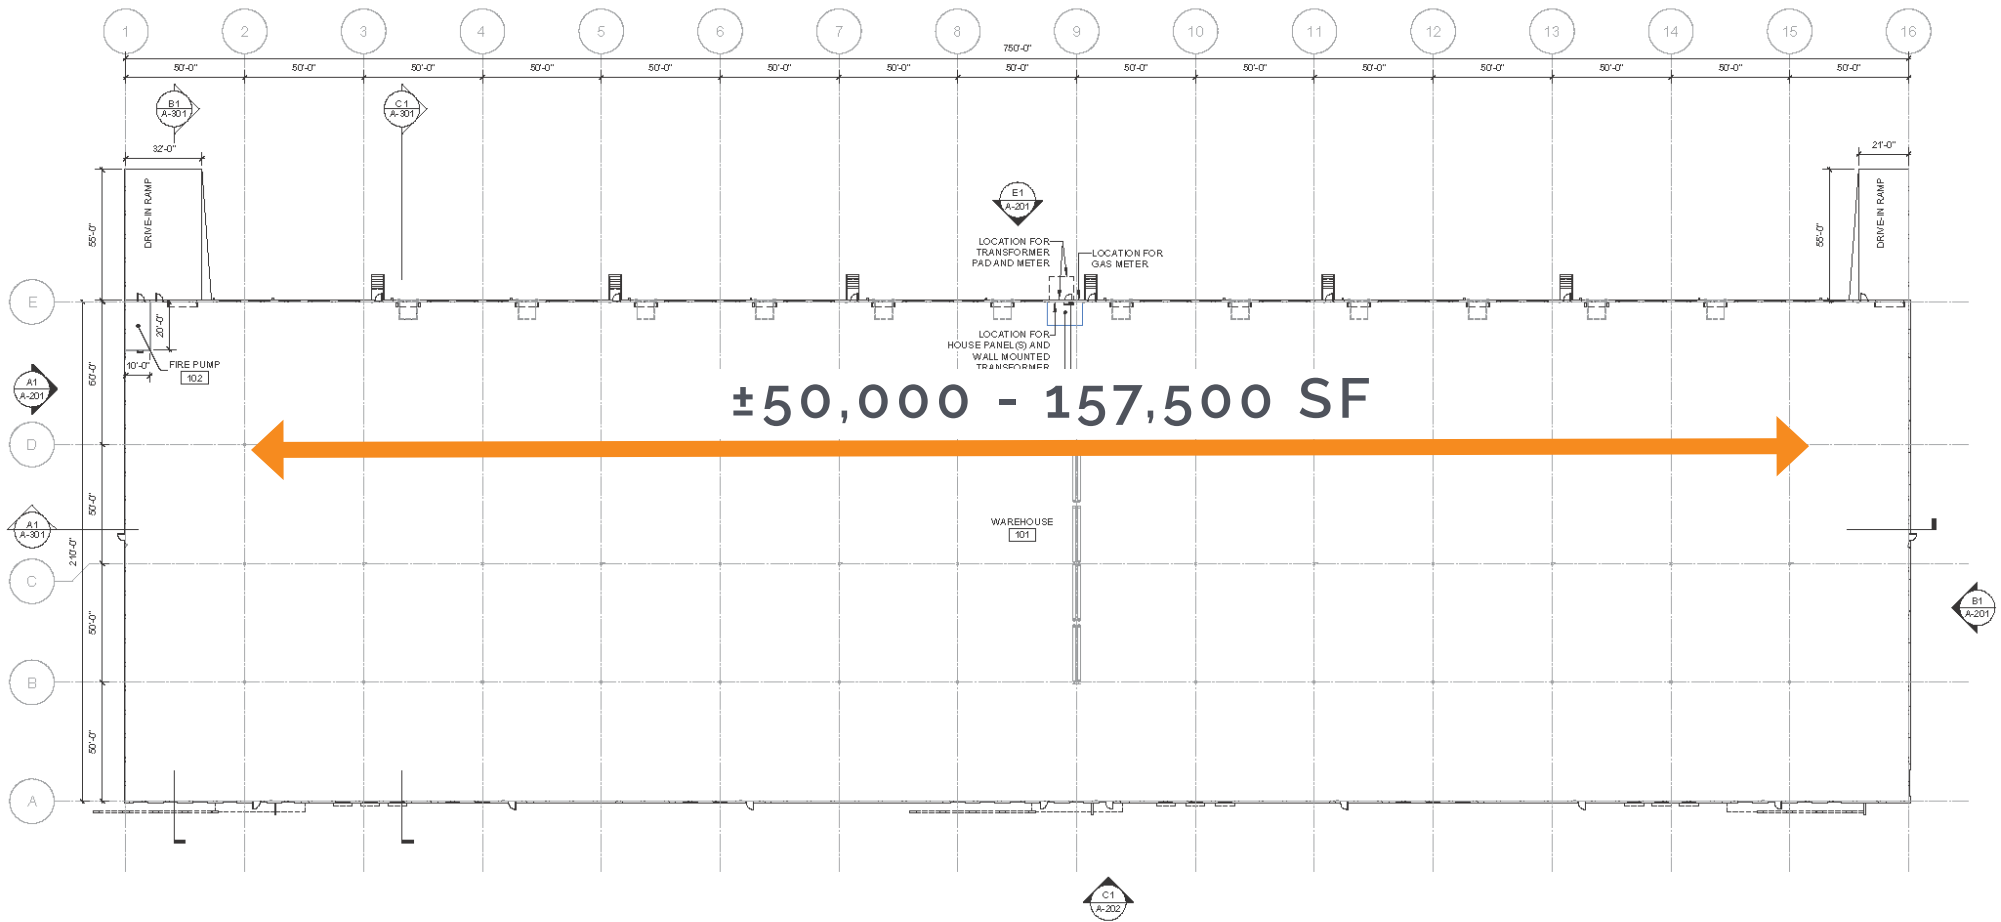 1 2 3 4 5 6 7 8 9 10 11 12 13 14 15 16
750'-0"
50'-0" 50'-0" 50'-0" 50'-0" 50'-0" 50'-0" 50'-0" 50'-0" 50'-0" 50'-0" 50'-0" 50'-0" 50'-0" 50'-0" 50'-0"
B1
A-301
C1
A-301
32'-0"
21'-0"
DRIVE-IN RAMP
55'-0"
E1
A-201
55'-0"
DRIVE-IN RAMP
LOCATION FOR
TRANSFORMER
PAD AND METER
LOCATION FOR
GAS METER
E
20'-0"
10'-0"
FIRE PUMP
102
LOCATION FOR
HOUSE PANEL(S) AND
WALL MOUNTED
TRANSFORMER
60'-0"
A1
A-201
±50,000 - 157,500 SF
D
50'-0"
A1
A-301
WAREHOUSE
101
210'-0"
C
50'-0"
B1
A-201
B
50'-0"
A
C1
A-202